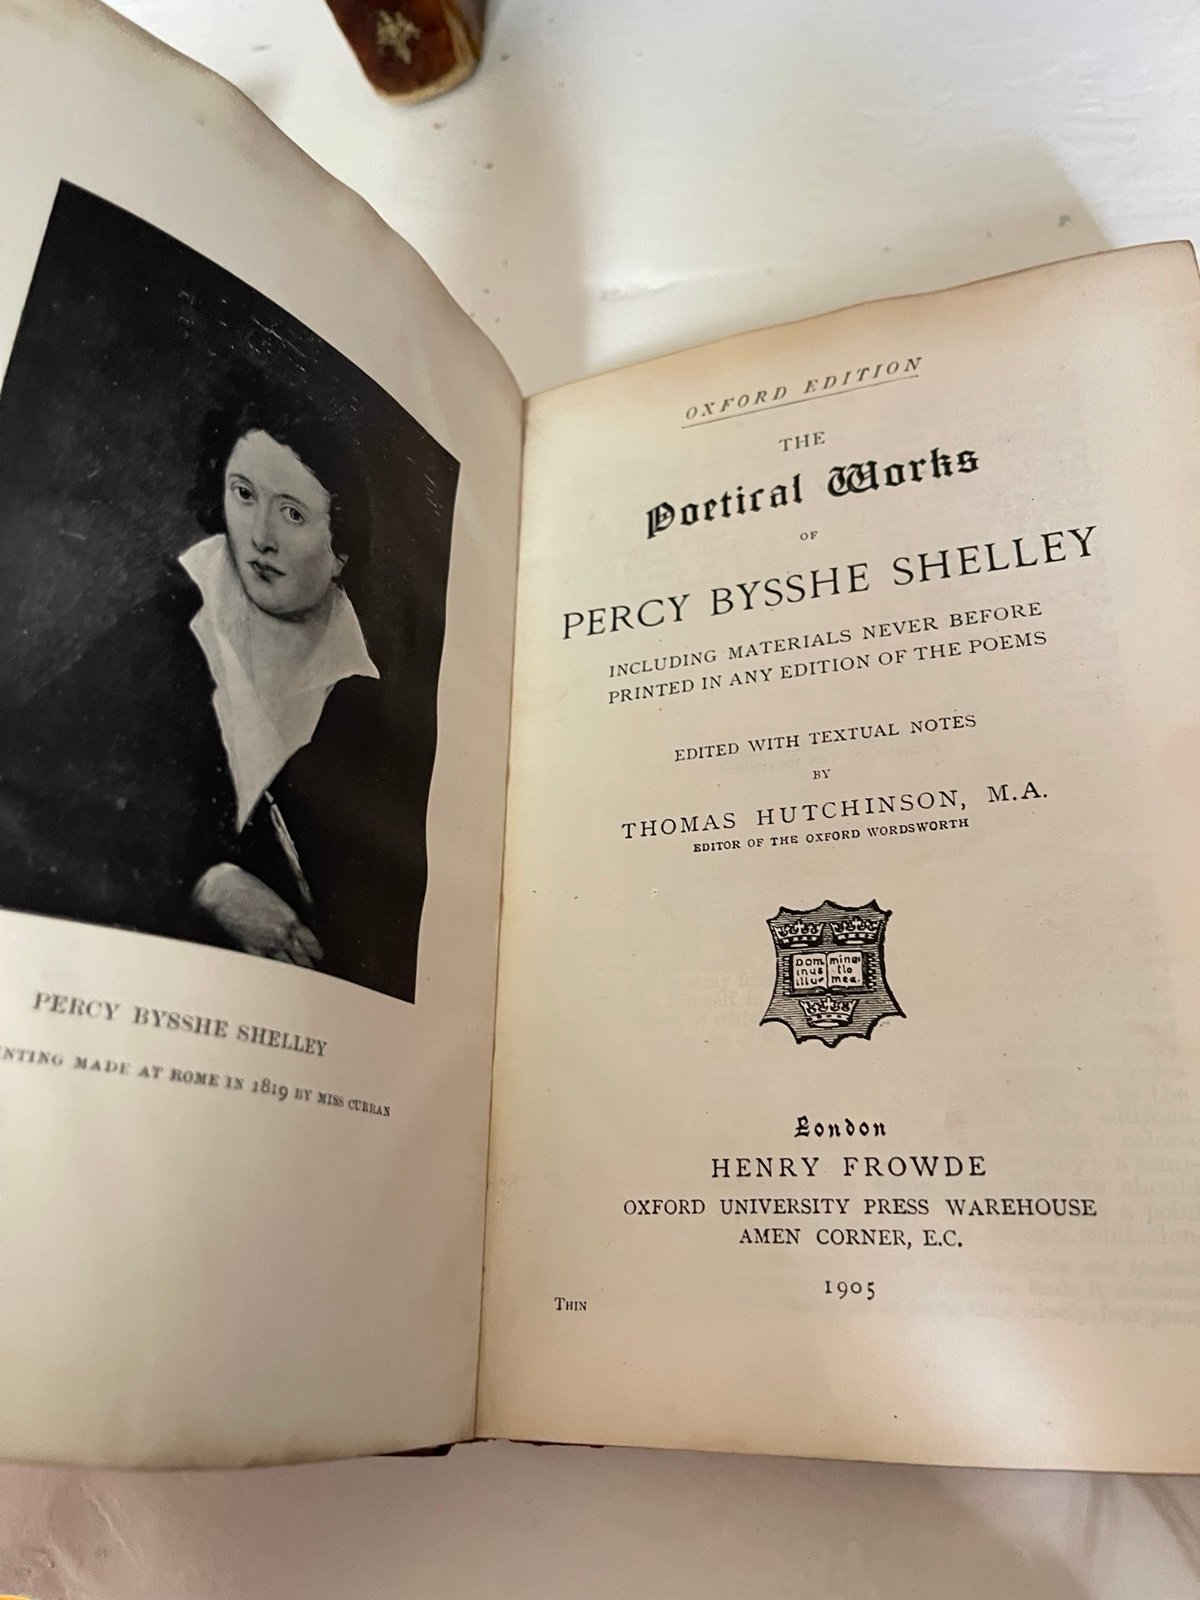 PERCY BYSSHE SHELLEY
MADE AT ROME IN 1819 BY MISS CURRAN
OXFORD EDITION
THE
Poetical Works
OF
PERCY BYSSHE SHELLEY
INCLUDING MATERIALS NEVER BEFORE
PRINTED IN ANY EDITION OF THE POEMS
EDITED WITH TEXTUAL NOTES
BY
THOMAS HUTCHINSON, M.A.
EDITOR OF THE OXFORD WORDSWORTH
Dom mina
inus tio
illu mea.
London
HENRY FROWDE
OXFORD UNIVERSITY PRESS WAREHOUSE
AMEN CORNER, E.C.
1905
THIN